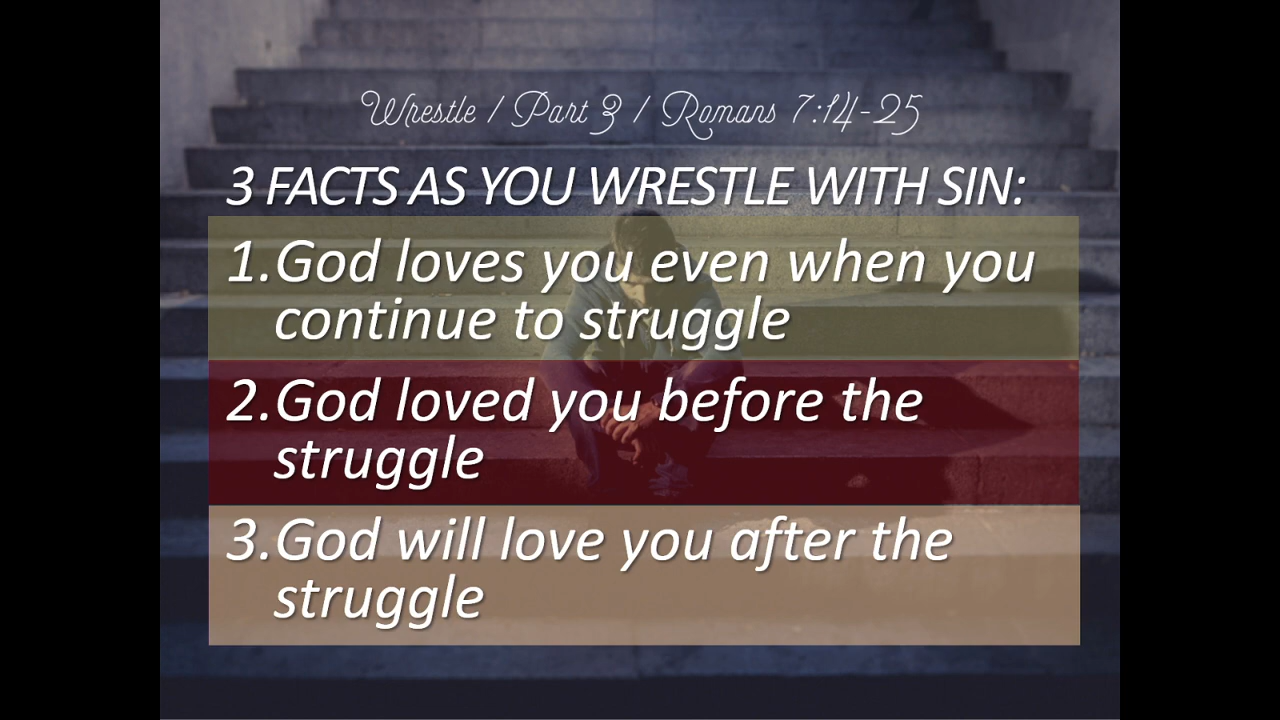 Wrestle / Part 3 / Romans 7:14-25
3 FACTS AS YOU WRESTLE WITH SIN:
1.God loves you even when you
continue to struggle
2.God loved you before the
struggle
3.God will love you after the
struggle